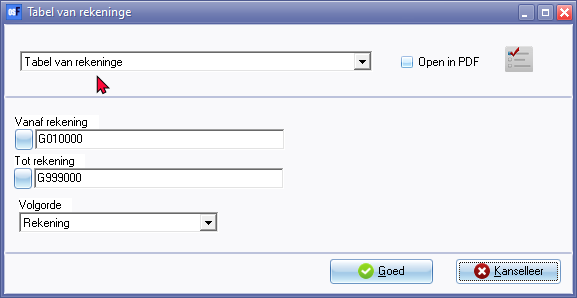 Tabel van rekeninge
Tabel van rekeninge
Open in PDF
Vanaf rekening
G010000
Tot rekening
G999000
Volgorde
Rekening
Goed
Kanselleer